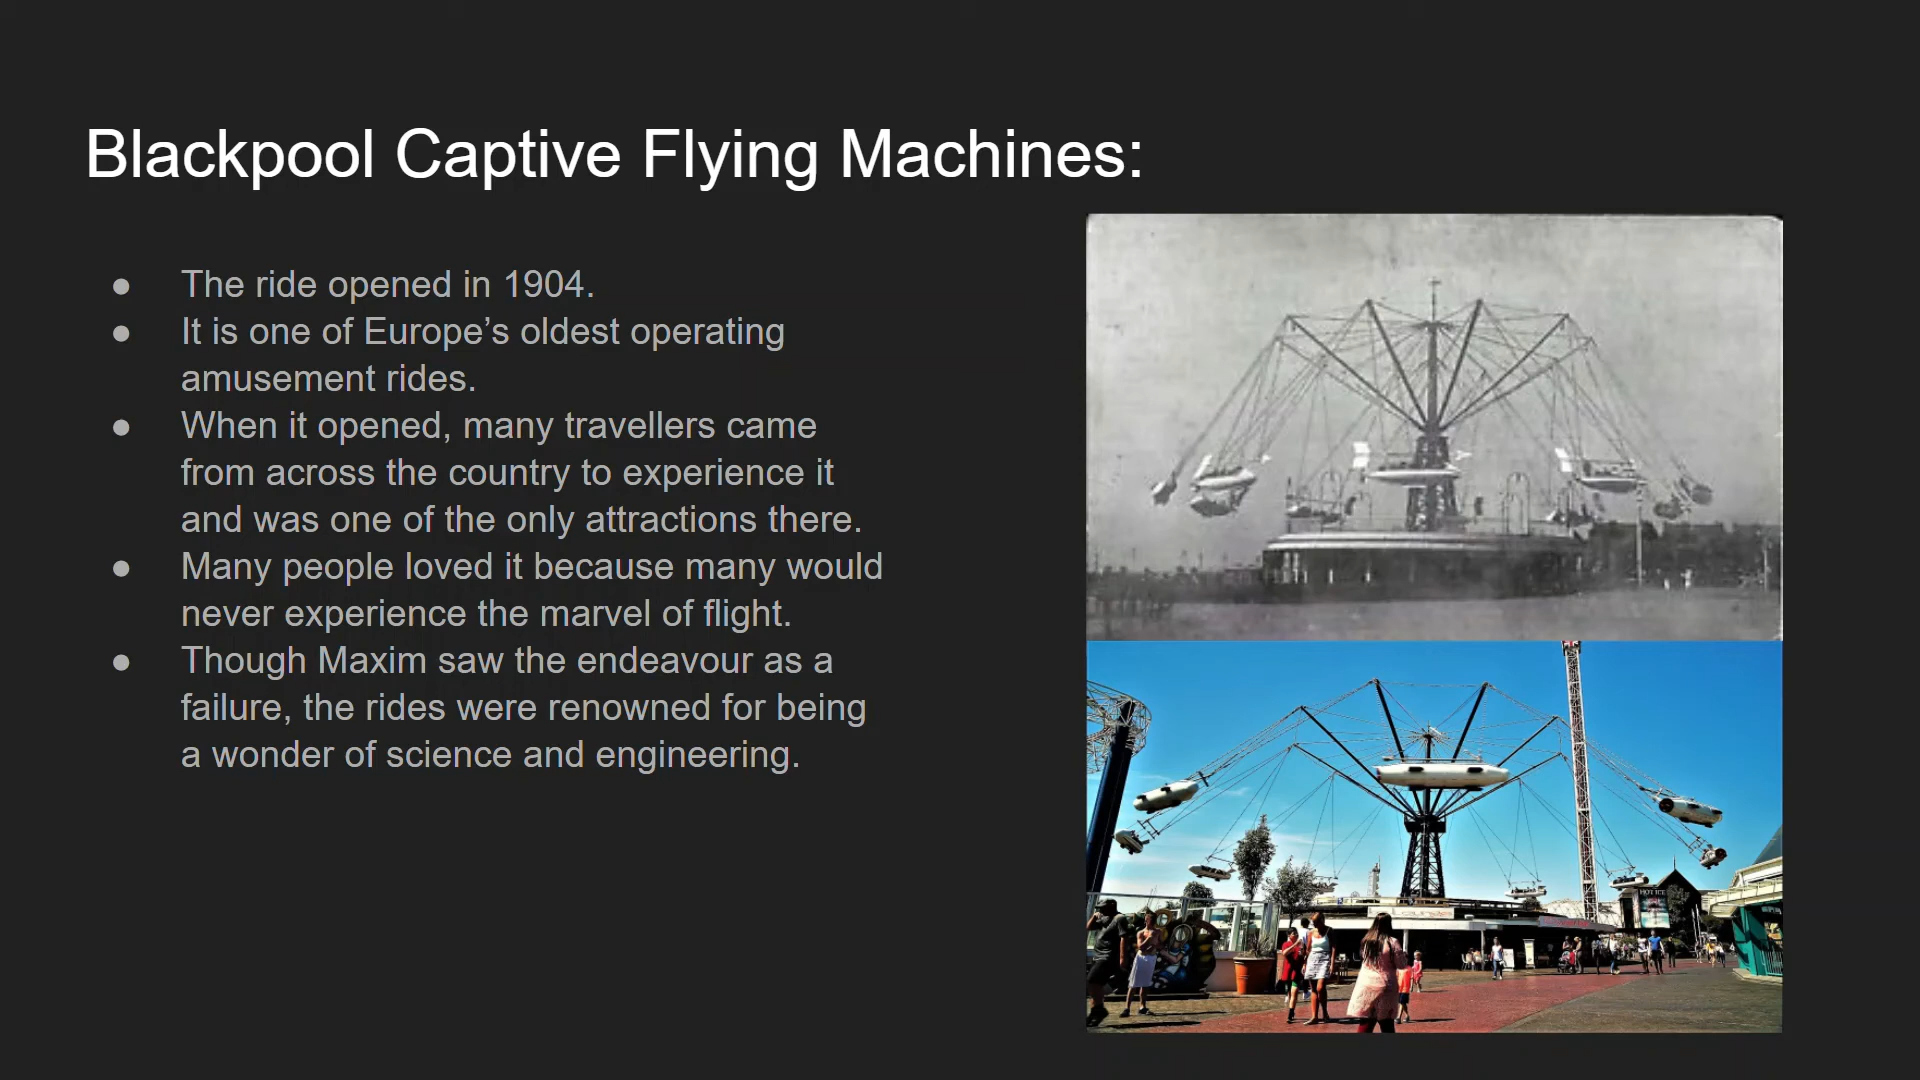 Blackpool Captive Flying Machines:
● The ride opened in 1904.
● It is one of Europe’s oldest operating
amusement rides.
● When it opened, many travellers came
from across the country to experience it
and was one of the only attractions there.
● Many people loved it because many would
never experience the marvel of flight.
● Though Maxim saw the endeavour as a
failure, the rides were renowned for being
a wonder of science and engineering.
HOT ICE